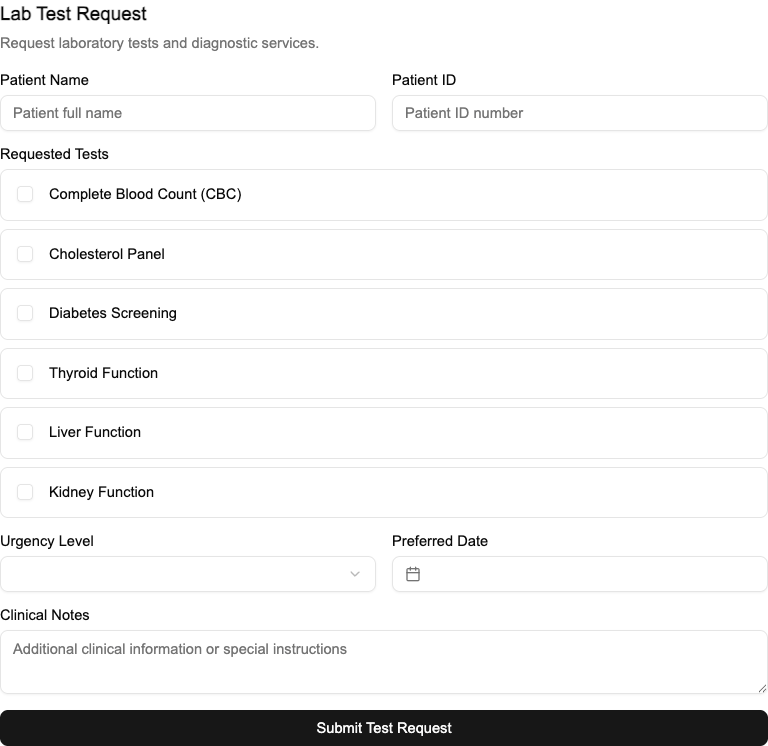 Lab Test Request
Request laboratory tests and diagnostic services.
Patient Name
Patient ID
Patient full name
Patient ID number
Requested Tests
Complete Blood Count (CBC)
Cholesterol Panel
Diabetes Screening
Thyroid Function
Liver Function
Kidney Function
Urgency Level
Preferred Date
Clinical Notes
Additional clinical information or special instructions
Submit Test Request